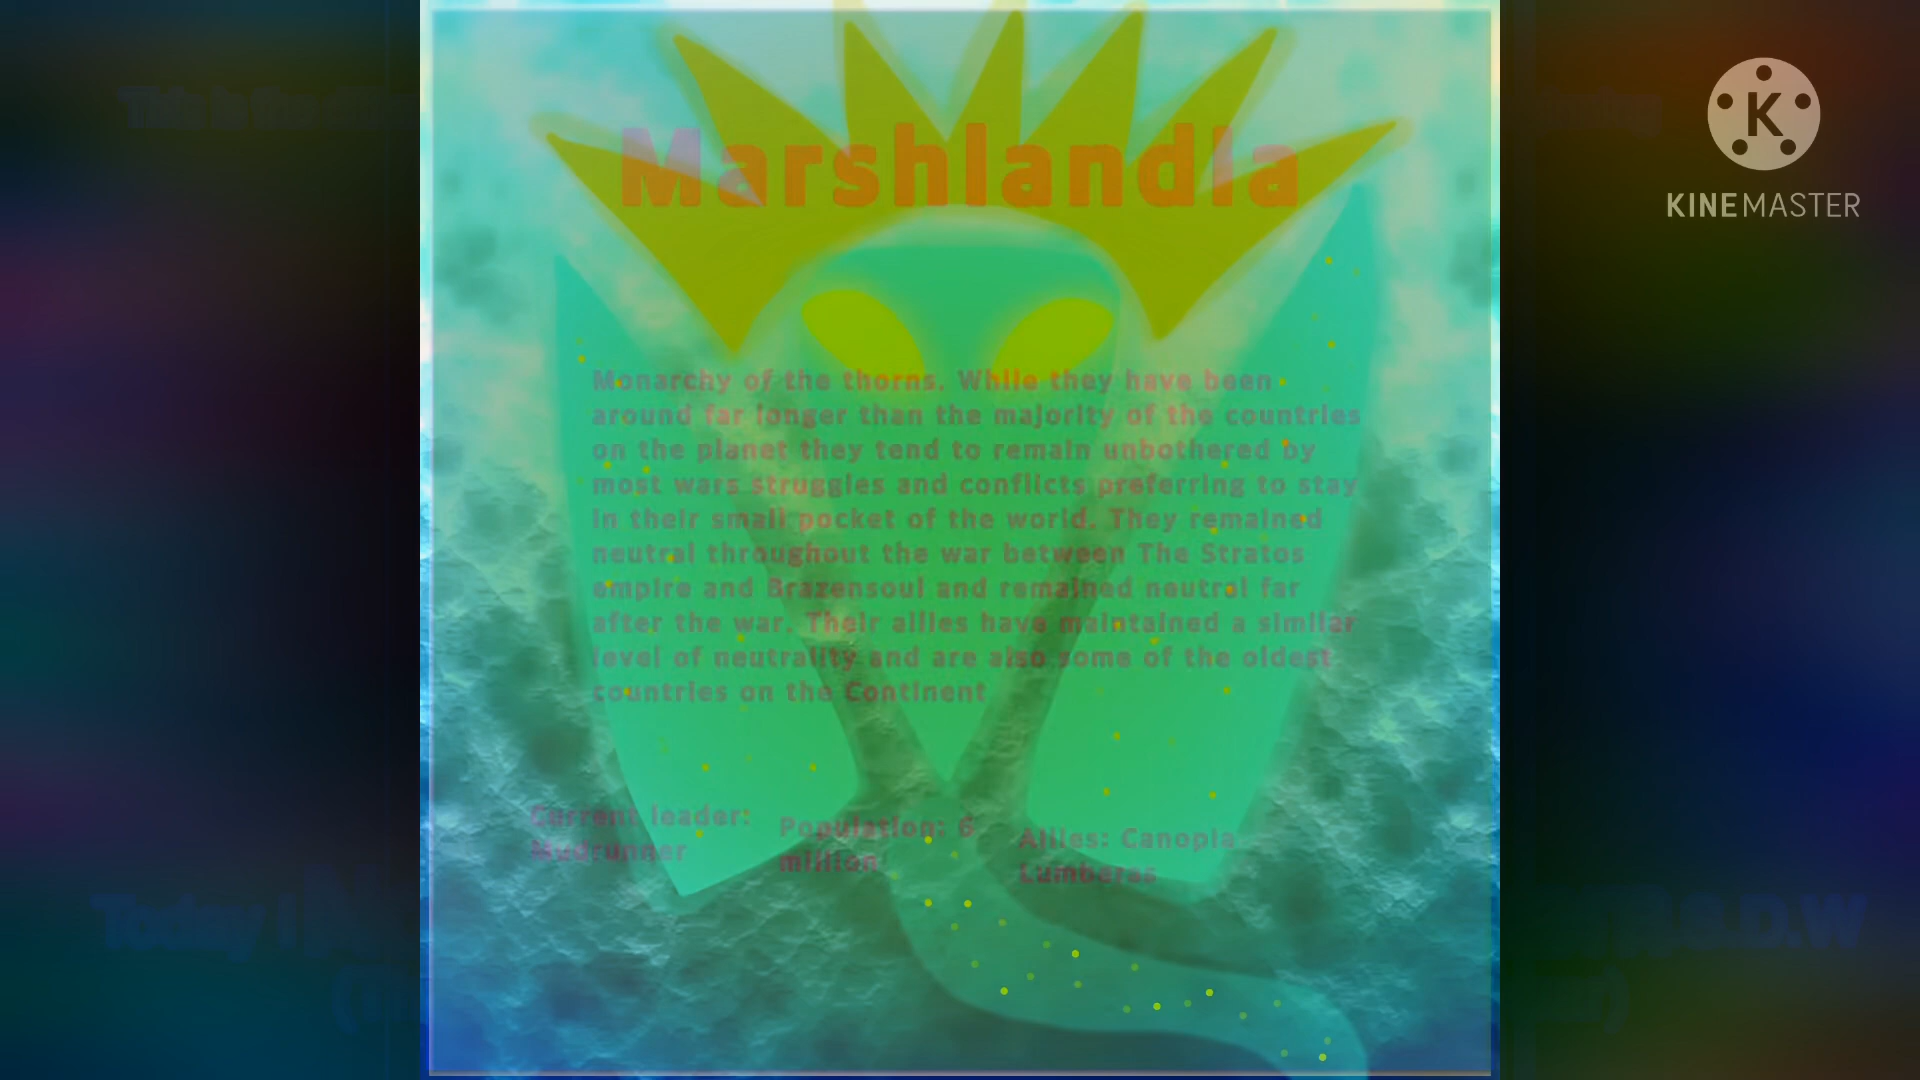 This is the
KINEMASTER
Marshlandia
Monarchy of the thorns. While they have been
around far longer than the majority of the countries
on the planet they tend to remain unbothered by
most wars struggles and conflicts preferring to stay
in their small pocket of the world. They remained
neutral throughout the war between The Stratos
empire and Brazensoul and remained neutral far
after the war. Their allies have maintained a similar
level of neutrality and are also some of the oldest
countries on the Continent
Current leader:
Mudrunner
Population: 6
million
Allies: Canopia
Lumberas
Today I